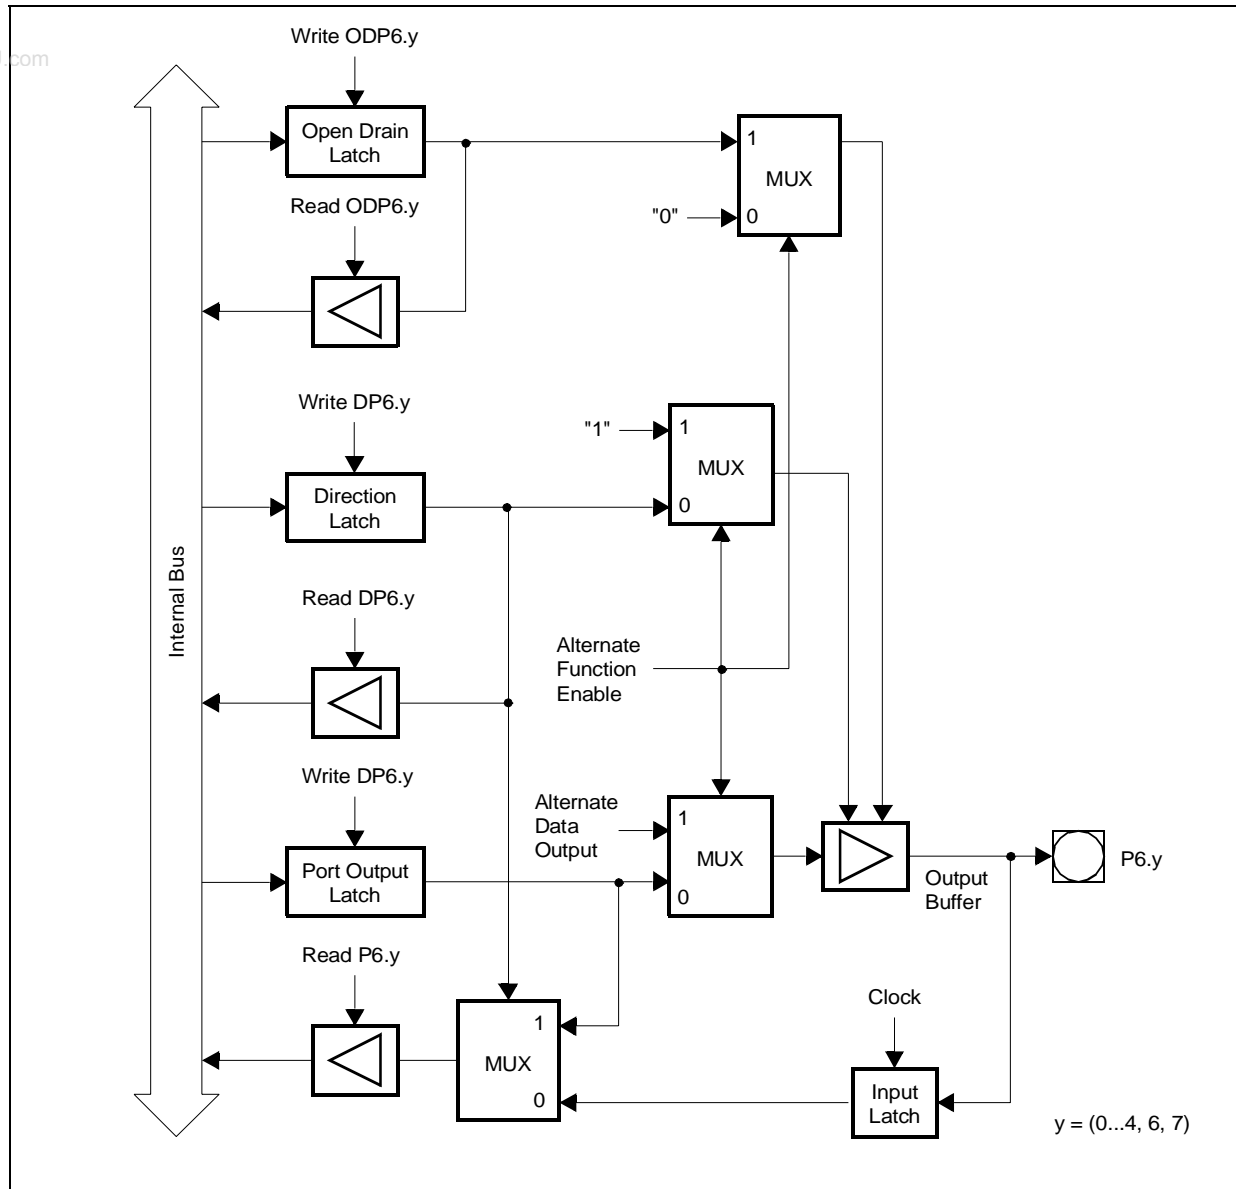 Write ODP6.y
.com
Open Drain
Latch
1
MUX
"0"
0
Read ODP6.y
Write DP6.y
"1"
1
MUX
0
Direction
Latch
Internal Bus
Read DP6.y
Alternate
Function
Enable
Write DP6.y
Alternate
Data
Output
1
MUX
0
Port Output
Latch
Output
Buffer
P6.y
Read P6.y
1
MUX
0
Clock
Input
Latch
y = (0...4, 6, 7)